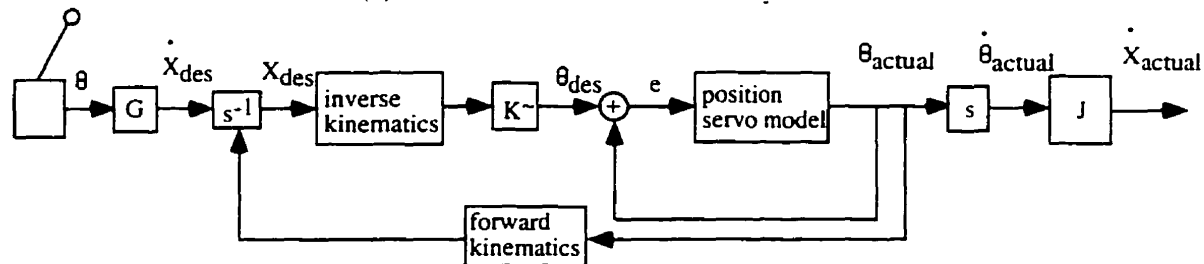 θ
G
Ẋdes
s-1
Xdes
inverse
kinematics
K~
θdes
+
e
position
servo model
θactual
s
θ̇actual
J
Ẋactual
forward
kinematics